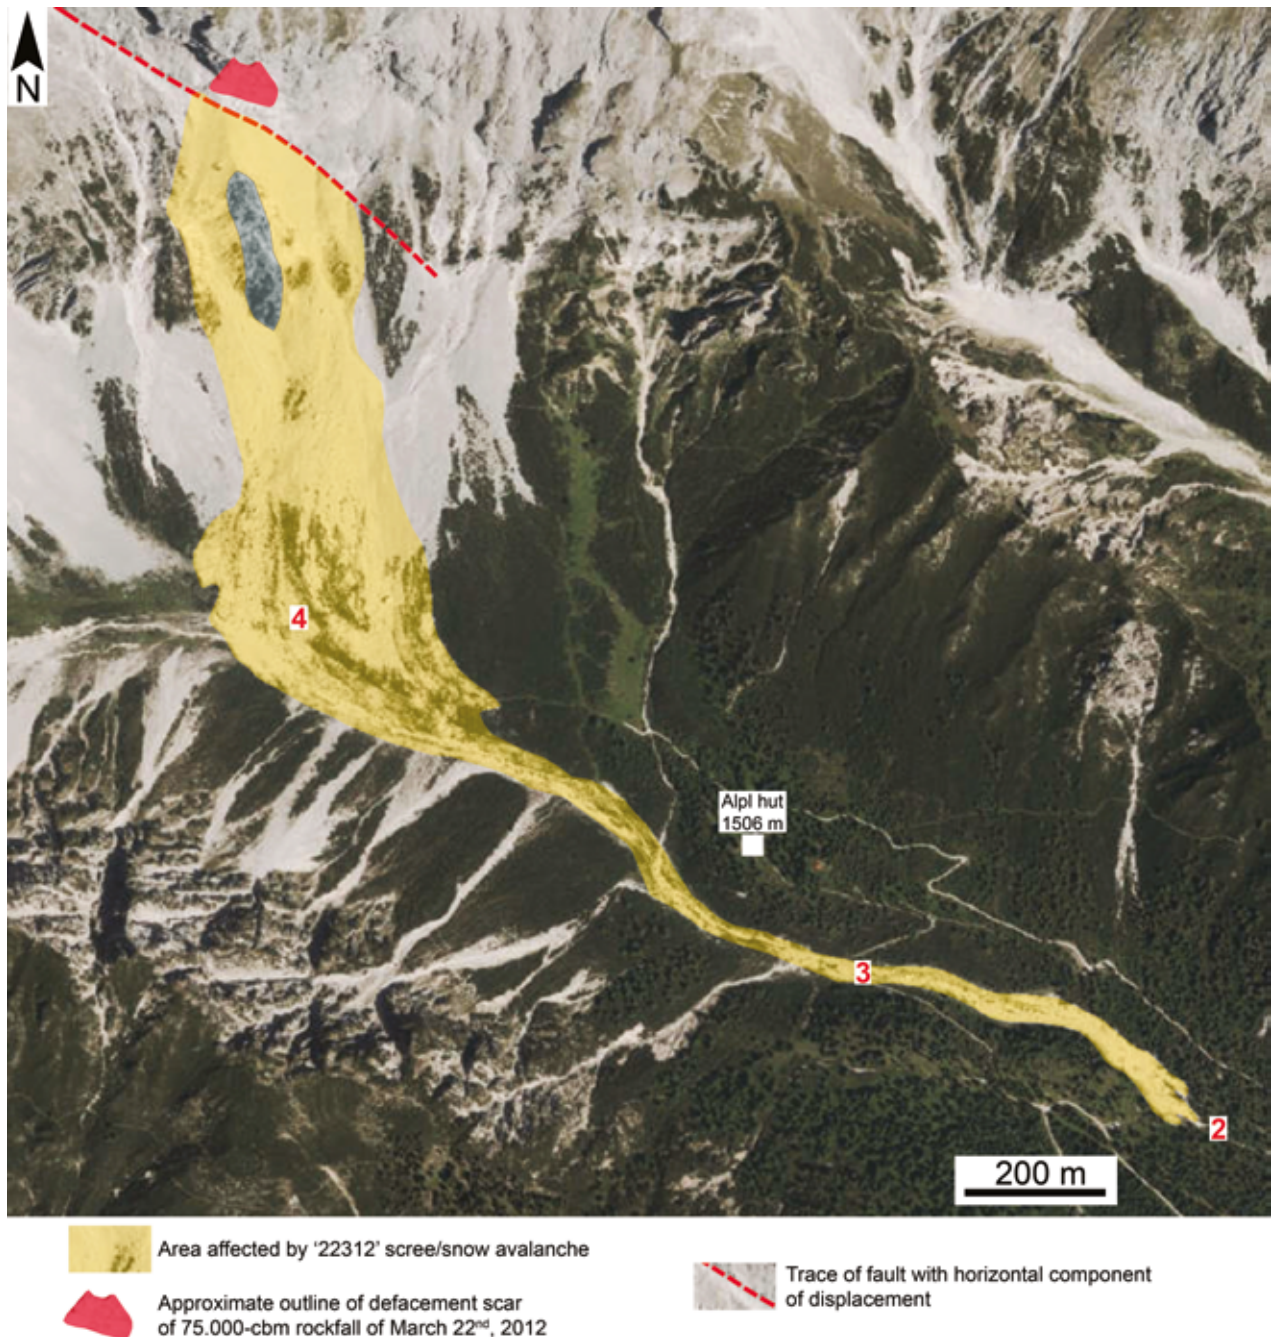 N
4
Alpl hut
1506 m
3
2
200 m
Area affected by '22312' scree/snow avalanche
Approximate outline of defacement scar
of 75.000-cbm rockfall of March 22nd, 2012
Trace of fault with horizontal component
of displacement